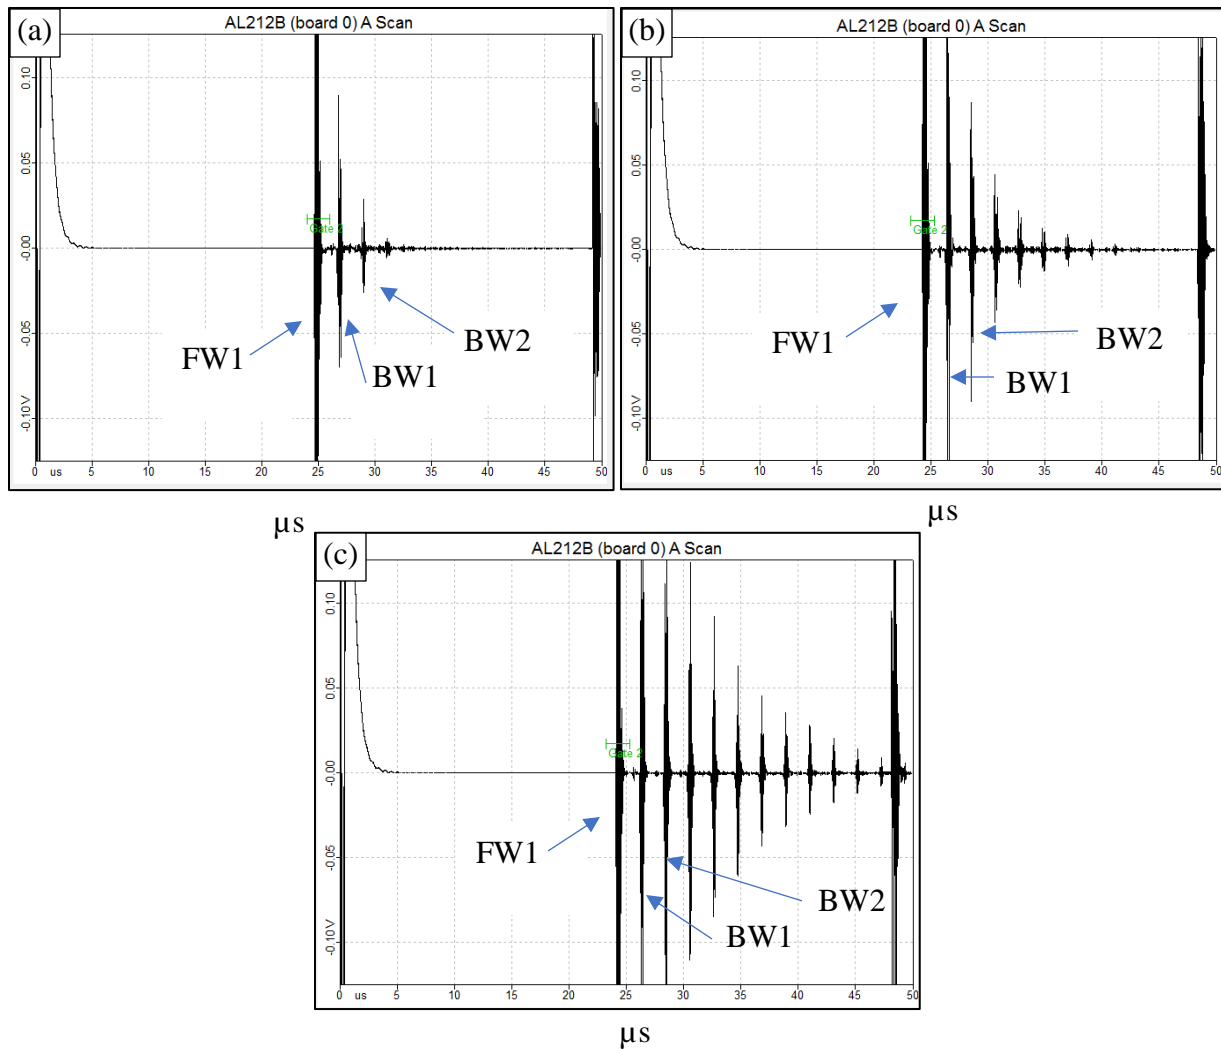 (a)
AL212B (board 0) A Scan
0.10
0.05
-0.00
-0.05
-0.10V
Gate 2
FW1
BW1
BW2
0 us 5 10 15 20 25 30 35 40 45 50
µs
(b)
AL212B (board 0) A Scan
0.10
0.05
-0.00
-0.05
-0.10V
Gate 2
FW1
BW2
BW1
0 us 5 10 15 20 25 30 35 40 45 50
µs
(c)
AL212B (board 0) A Scan
0.10
0.05
-0.00
-0.05
-0.10V
Gate 2
FW1
BW2
BW1
0 us 5 10 15 20 25 30 35 40 45 50
µs